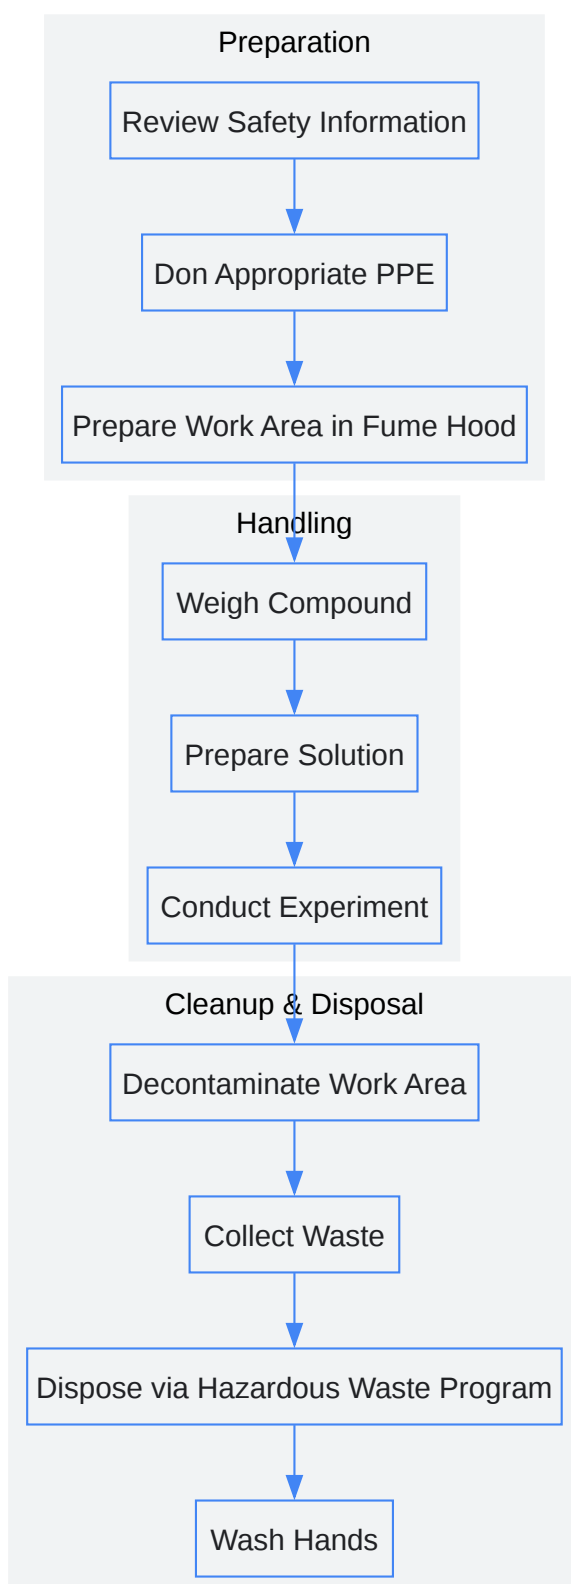 Preparation
Review Safety Information
Don Appropriate PPE
Prepare Work Area in Fume Hood
Handling
Weigh Compound
Prepare Solution
Conduct Experiment
Cleanup & Disposal
Decontaminate Work Area
Collect Waste
Dispose via Hazardous Waste Program
Wash Hands